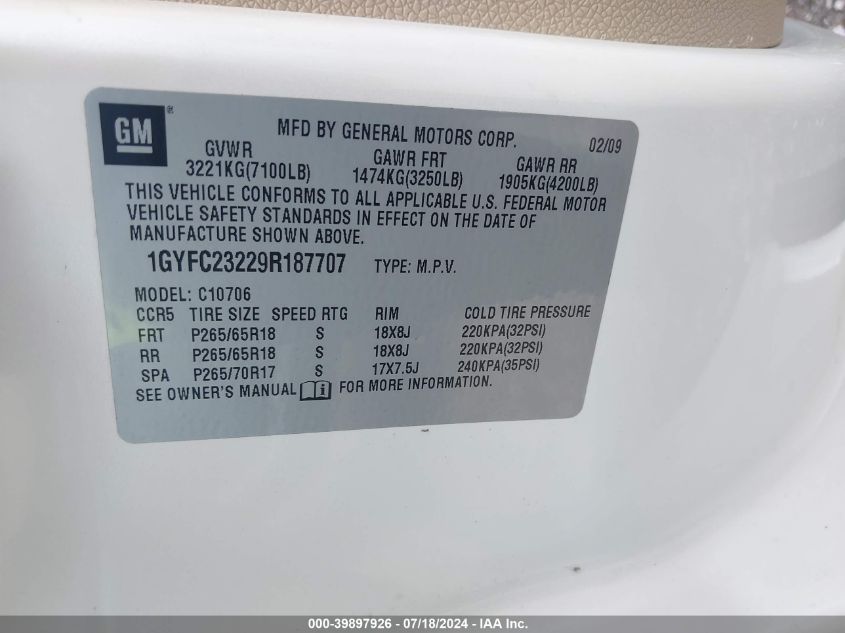 GM®
MFD BY GENERAL MOTORS CORP. 02/09
GVWR GAWR FRT GAWR RR
3221KG(7100LB) 1474KG(3250LB) 1905KG(4200LB)
THIS VEHICLE CONFORMS TO ALL APPLICABLE U.S. FEDERAL MOTOR
VEHICLE SAFETY STANDARDS IN EFFECT ON THE DATE OF
MANUFACTURE SHOWN ABOVE.
1GYFC23229R187707 TYPE: M.P.V.
MODEL: C10706
CCR5 TIRE SIZE SPEED RTG RIM COLD TIRE PRESSURE
FRT P265/65R18 S 18X8J 220KPA(32PSI)
RR P265/65R18 S 18X8J 220KPA(32PSI)
SPA P265/70R17 S 17X7.5J 240KPA(35PSI)
SEE OWNER'S MANUAL i FOR MORE INFORMATION.
000-39897926 - 07/18/2024 - IAA Inc.